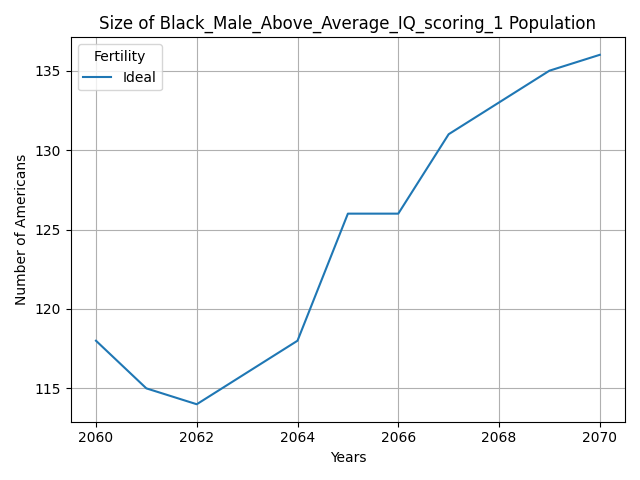 Size of Black_Male_Above_Average_IQ_scoring_1 Population
Fertility
Ideal
135
130
125
120
115
Number of Americans
2060 2062 2064 2066 2068 2070
Years